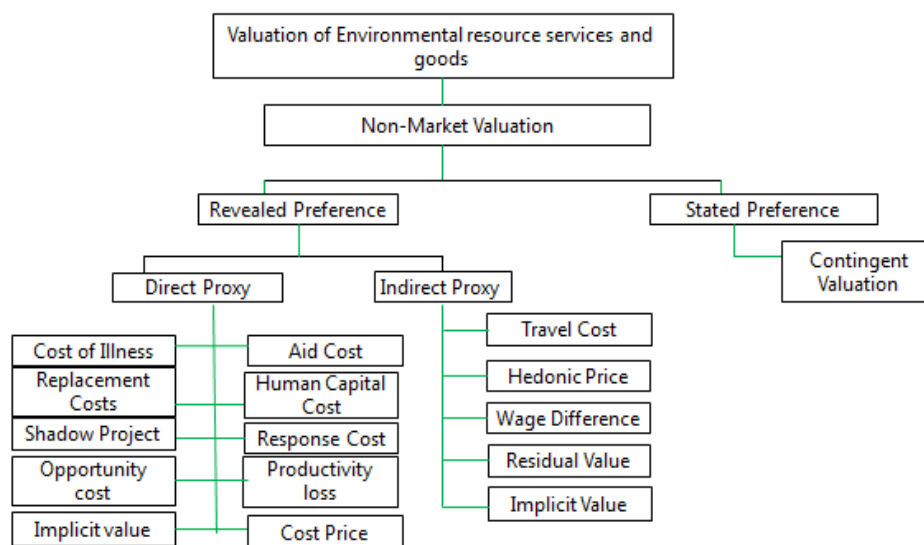 Valuation of Environmental resource services and
goods
Non-Market Valuation
Revealed Preference
Stated Preference
Contingent
Valuation
Direct Proxy
Indirect Proxy
Cost of Illness
Aid Cost
Replacement
Costs
Human Capital
Cost
Shadow Project
Response Cost
Opportunity
cost
Productivity
loss
Implicit value
Cost Price
Travel Cost
Hedonic Price
Wage Difference
Residual Value
Implicit Value